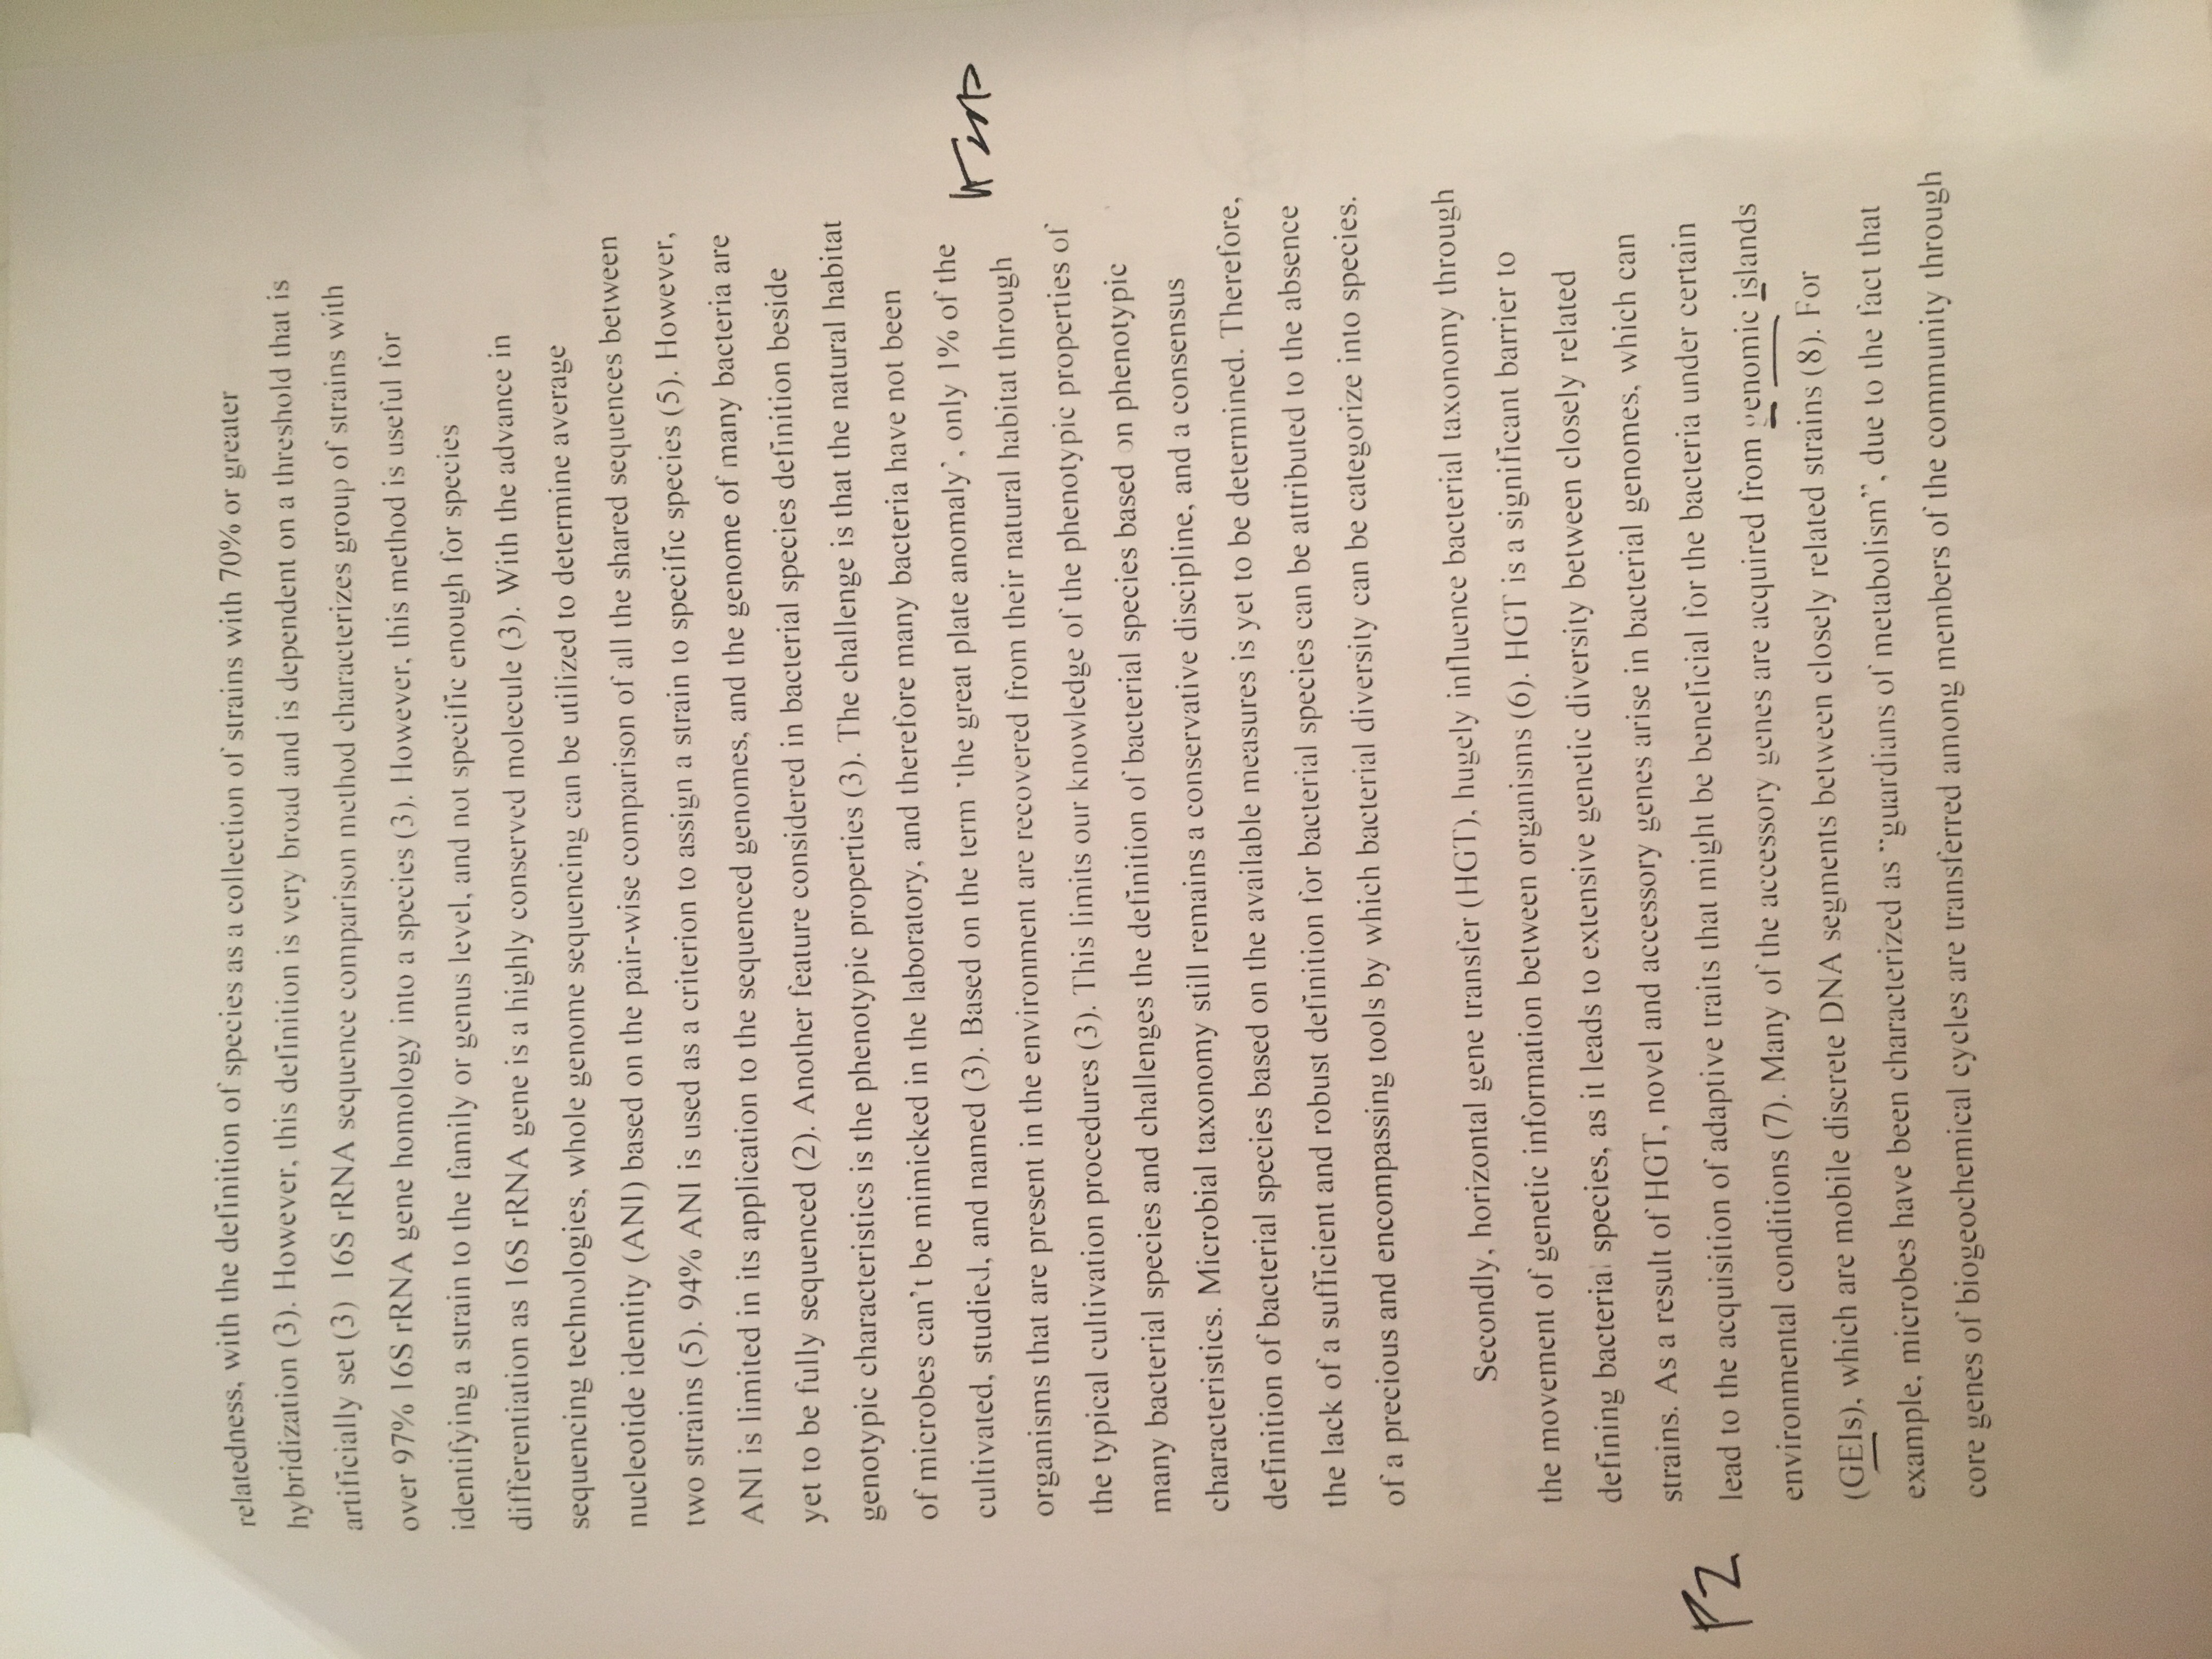 relatedness, with the definition of species as a collection of strains with 70% or greater
hybridization (3). However, this definition is very broad and is dependent on a threshold that is
artificially set (3) 16S rRNA sequence comparison method characterizes group of strains with
over 97% 16S rRNA gene homology into a species (3). However, this method is useful for
identifying a strain to the family or genus level, and not specific enough for species
differentiation as 16S rRNA gene is a highly conserved molecule (3). With the advance in
sequencing technologies, whole genome sequencing can be utilized to determine average
nucleotide identity (ANI) based on the pair-wise comparison of all the shared sequences between
two strains (5). 94% ANI is used as a criterion to assign a strain to specific species (5). However,
ANI is limited in its application to the sequenced genomes, and the genome of many bacteria are
yet to be fully sequenced (2). Another feature considered in bacterial species definition beside
genotypic characteristics is the phenotypic properties (3). The challenge is that the natural habitat
of microbes can't be mimicked in the laboratory, and therefore many bacteria have not been
cultivated, studied, and named (3). Based on the term 'the great plate anomaly', only 1% of the
organisms that are present in the environment are recovered from their natural habitat through
the typical cultivation procedures (3). This limits our knowledge of the phenotypic properties of
many bacterial species and challenges the definition of bacterial species based on phenotypic
characteristics. Microbial taxonomy still remains a conservative discipline, and a consensus
definition of bacterial species based on the available measures is yet to be determined. Therefore,
the lack of a sufficient and robust definition for bacterial species can be attributed to the absence
of a precious and encompassing tools by which bacterial diversity can be categorize into species.
Secondly, horizontal gene transfer (HGT), hugely influence bacterial taxonomy through
the movement of genetic information between organisms (6). HGT is a significant barrier to
defining bacterial species, as it leads to extensive genetic diversity between closely related
strains. As a result of HGT, novel and accessory genes arise in bacterial genomes, which can
P2
lead to the acquisition of adaptive traits that might be beneficial for the bacteria under certain
environmental conditions (7). Many of the accessory genes are acquired from genomic islands
(GEIs), which are mobile discrete DNA segments between closely related strains (8). For
example, microbes have been characterized as "guardians of metabolism", due to the fact that
core genes of biogeochemical cycles are transferred among members of the community through